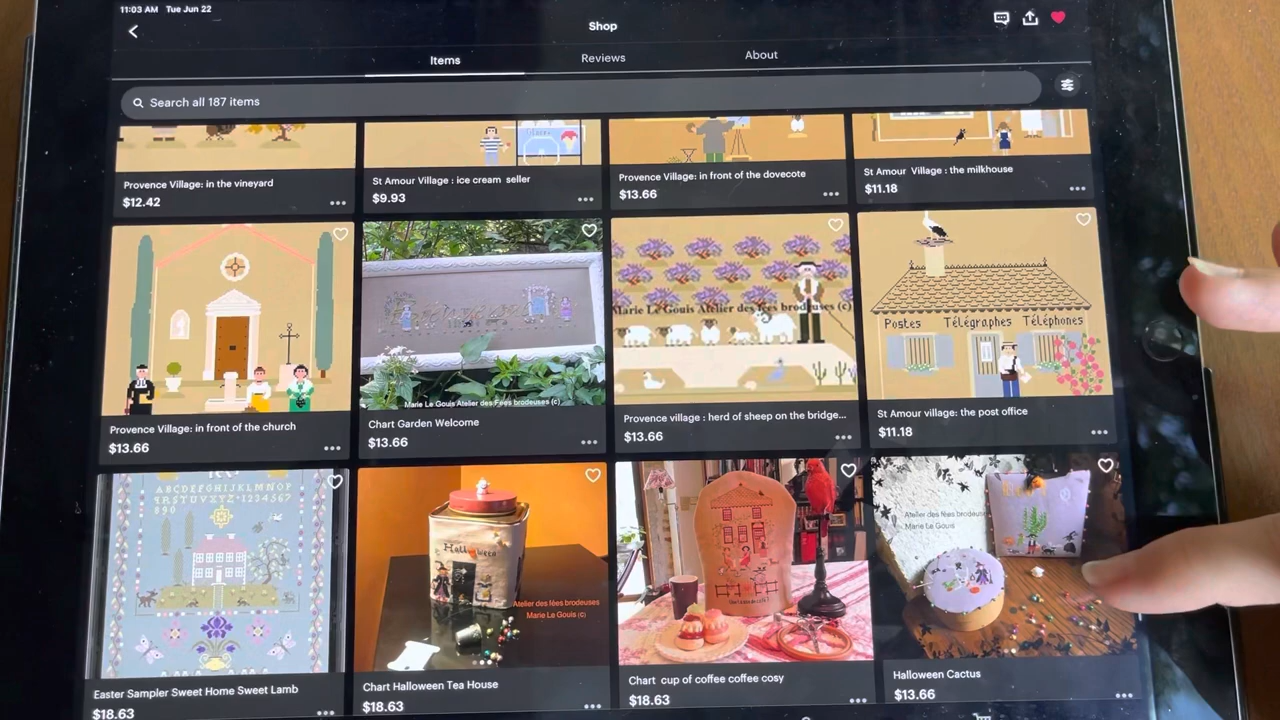 11:03 AM Tue Jun 22
Shop
Items
Reviews
About
Search all 187 items
Glaces
Provence Village: in the vineyard
$12.42
St Amour Village : ice cream seller
$9.93
Provence Village: in front of the dovecote
$13.66
St Amour Village : the milkhouse
$11.18
Marie Le Gouis Atelier des fées brodeuses (c)
Postes Télégraphes Téléphones
Marie Le Gouis Atelier des Fées brodeuses (c)
Provence Village: in front of the church
$13.66
Chart Garden Welcome
$13.66
Provence village : herd of sheep on the bridge...
$13.66
St Amour village: the post office
$11.18
ABCDEFGHIJKLMNOP
QRSTUVXYZ•1234567
890
Halloween
Atelier des fées brodeuses
Marie Le Gouis (c)
Atelier des fées brodeuse
Marie Le Gouis
Easter Sampler Sweet Home Sweet Lamb
$18.63
Chart Halloween Tea House
$18.63
Chart cup of coffee coffee cosy
$18.63
Halloween Cactus
$13.66